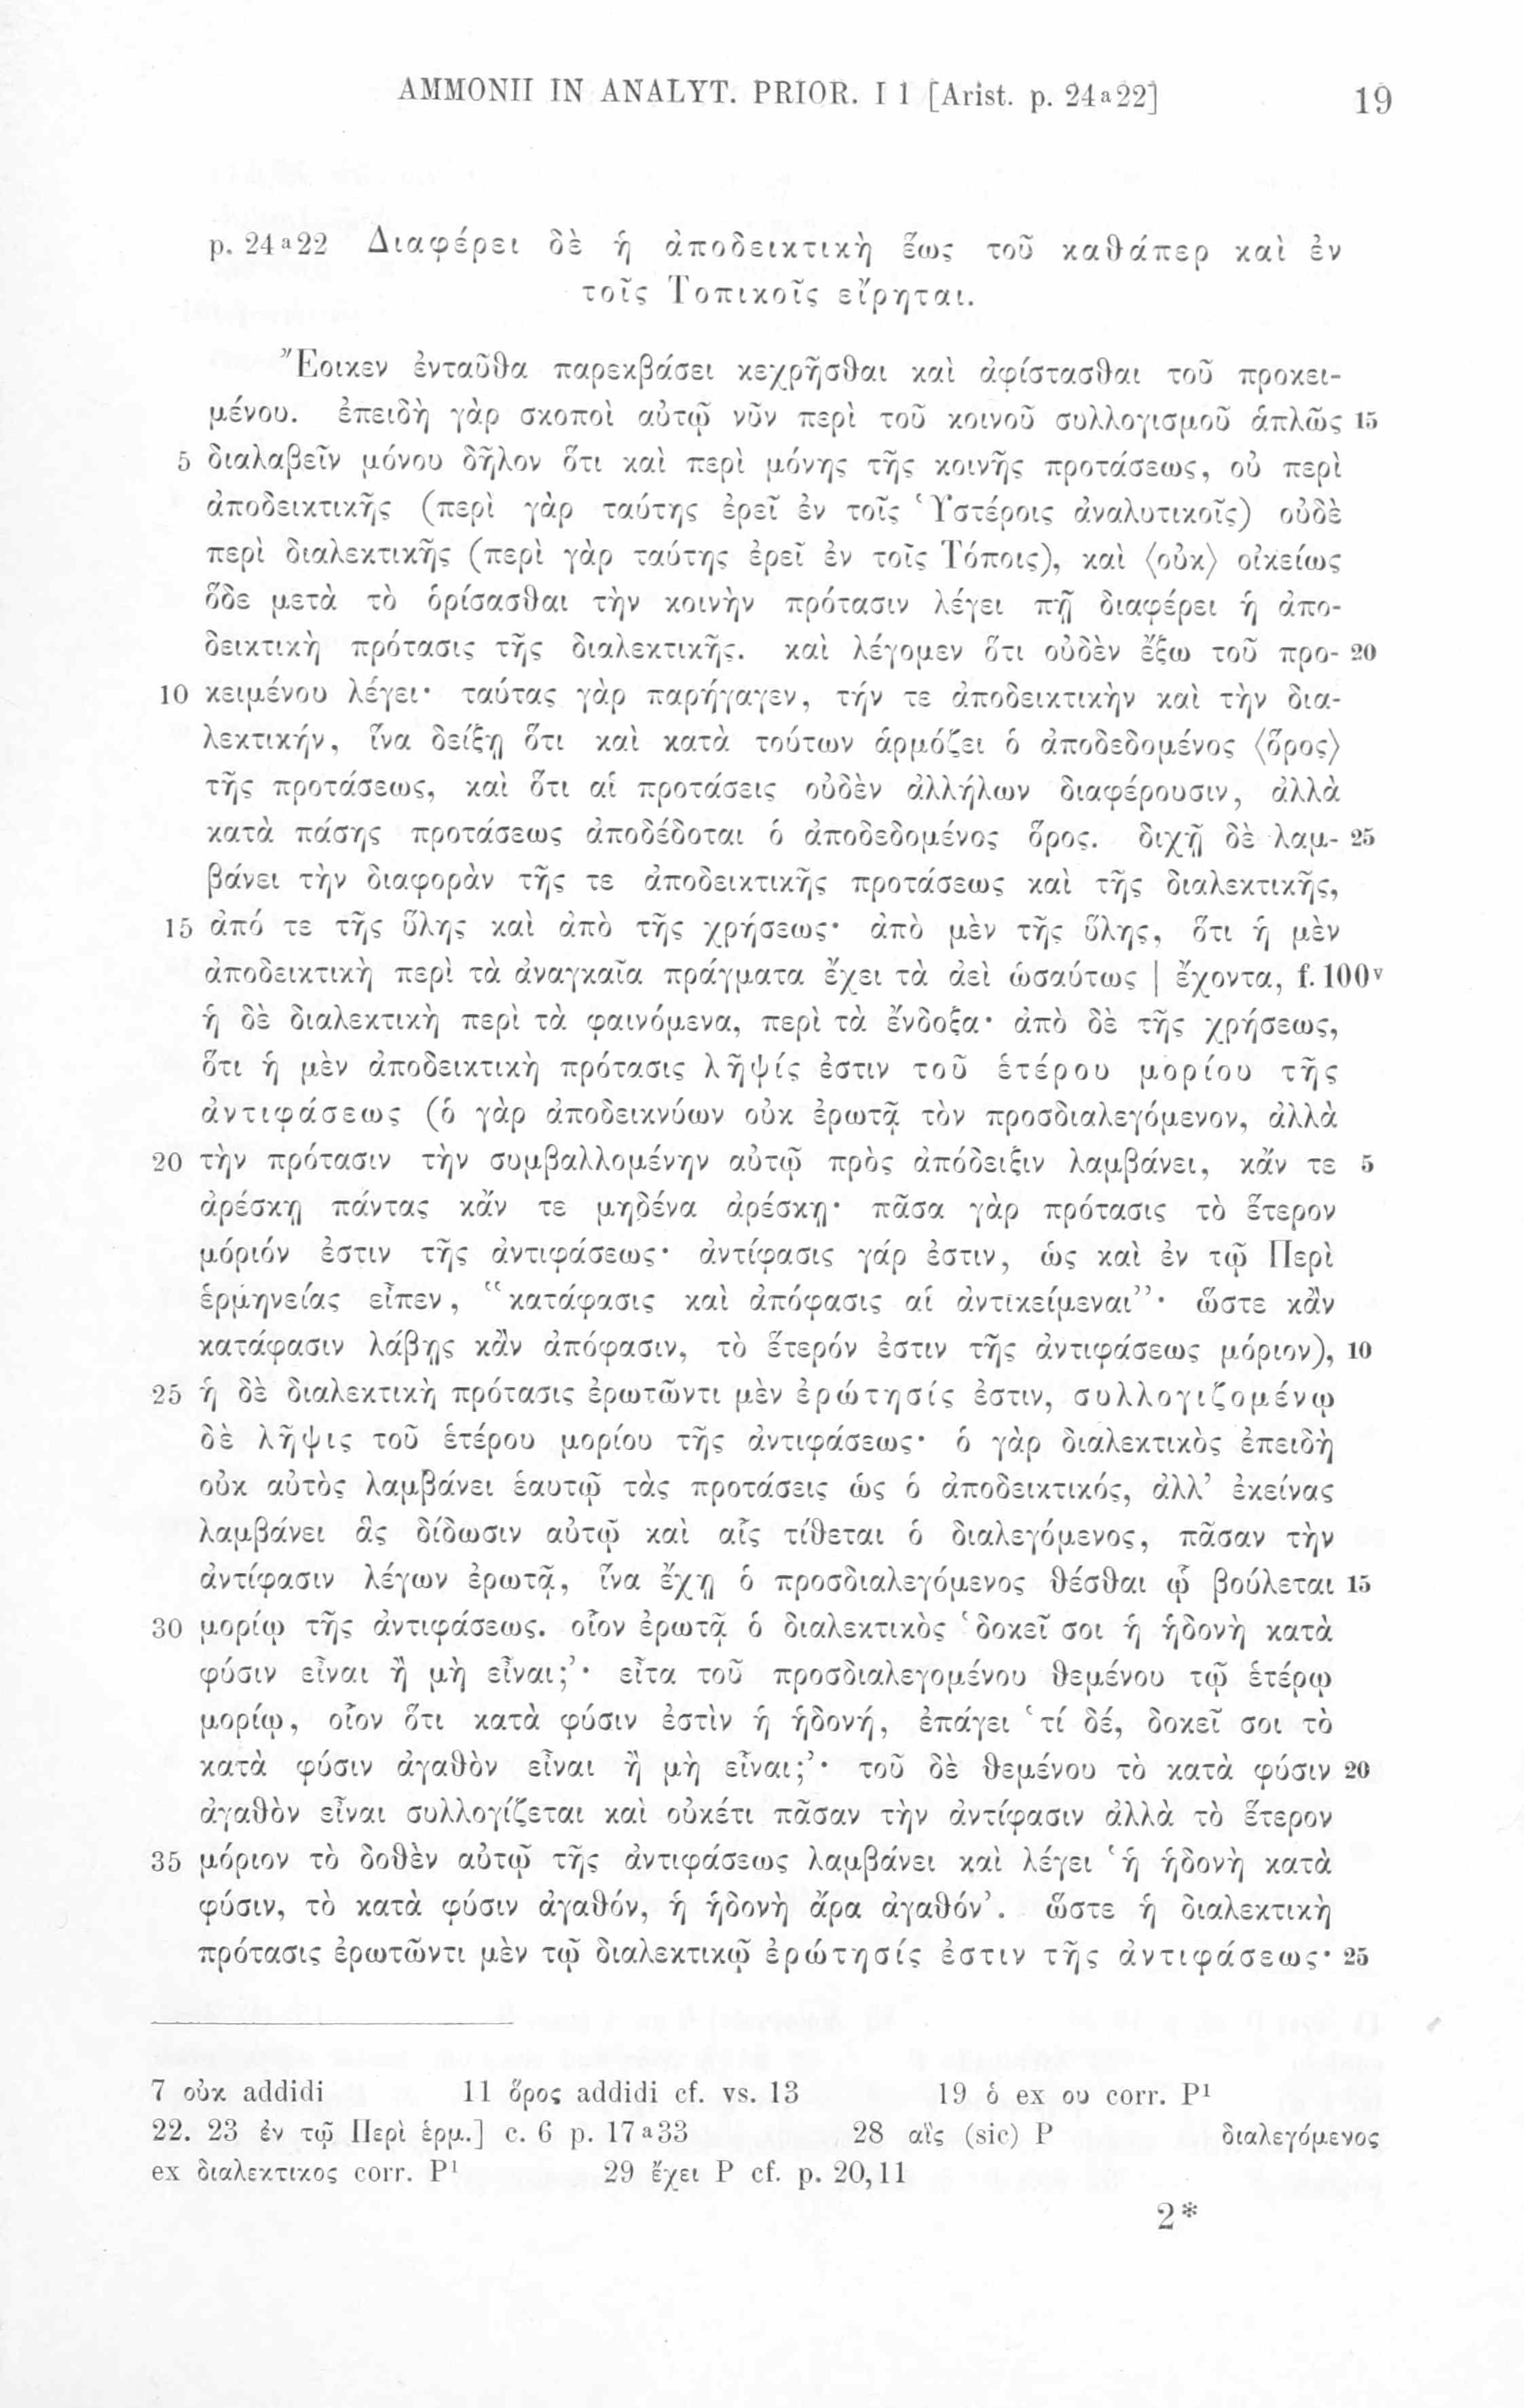 AMMONII IN ANALYT. PRIOR. I 1 [Arist. p. 24a22] 19
p. 24a22 Διαφέρει δὲ ἡ ἀποδεικτικὴ ἕως τοῦ καθάπερ καὶ ἐν
τοῖς Τοπικοῖς εἴρηται.
Ἔοικεν ἐνταῦθα παρεκβάσει κεχρῆσθαι καὶ ἀφίστασθαι τοῦ προκει-
μένου. ἐπειδὴ γὰρ σκοποὶ αὐτῷ νῦν περὶ τοῦ κοινοῦ συλλογισμοῦ ἁπλῶς 15
5 διαλαβεῖν μόνου δῆλον ὅτι καὶ περὶ μόνης τῆς κοινῆς προτάσεως, οὐ περὶ
ἀποδεικτικῆς (περὶ γὰρ ταύτης ἐρεῖ ἐν τοῖς Ὑστέροις ἀναλυτικοῖς) οὐδὲ
περὶ διαλεκτικῆς (περὶ γὰρ ταύτης ἐρεῖ ἐν τοῖς Τόποις), καὶ ⟨οὐκ⟩ οἰκείως
ὅδε μετὰ τὸ ὁρίσασθαι τὴν κοινὴν πρότασιν λέγει πῇ διαφέρει ἡ ἀπο-
δεικτικὴ πρότασις τῆς διαλεκτικῆς. καὶ λέγομεν ὅτι οὐδὲν ἔξω τοῦ προ- 20
10 κειμένου λέγει· ταύτας γὰρ παρήγαγεν, τήν τε ἀποδεικτικὴν καὶ τὴν δια-
λεκτικήν, ἵνα δείξῃ ὅτι καὶ κατὰ τούτων ἁρμόζει ὁ ἀποδεδομένος ⟨ὅρος⟩
τῆς προτάσεως, καὶ ὅτι αἱ προτάσεις οὐδὲν ἀλλήλων διαφέρουσιν, ἀλλὰ
κατὰ πάσης προτάσεως ἀποδέδοται ὁ ἀποδεδομένος ὅρος. διχῇ δὲ λαμ- 25
βάνει τὴν διαφορὰν τῆς τε ἀποδεικτικῆς προτάσεως καὶ τῆς διαλεκτικῆς,
15 ἀπό τε τῆς ὕλης καὶ ἀπὸ τῆς χρήσεως· ἀπὸ μὲν τῆς ὕλης, ὅτι ἡ μὲν
ἀποδεικτικὴ περὶ τὰ ἀναγκαῖα πράγματα ἔχει τὰ ἀεὶ ὡσαύτως | ἔχοντα, f. 100v
ἡ δὲ διαλεκτικὴ περὶ τὰ φαινόμενα, περὶ τὰ ἔνδοξα· ἀπὸ δὲ τῆς χρήσεως,
ὅτι ἡ μὲν ἀποδεικτικὴ πρότασις λῆψίς ἐστιν τοῦ ἑτέρου μορίου τῆς
ἀντιφάσεως (ὁ γὰρ ἀποδεικνύων οὐκ ἐρωτᾷ τὸν προσδιαλεγόμενον, ἀλλὰ
20 τὴν πρότασιν τὴν συμβαλλομένην αὐτῷ πρὸς ἀπόδειξιν λαμβάνει, κἄν τε 5
ἀρέσκῃ πάντας κἄν τε μηδένα ἀρέσκῃ· πᾶσα γὰρ πρότασις τὸ ἕτερον
μόριόν ἐστιν τῆς ἀντιφάσεως· ἀντίφασις γάρ ἐστιν, ὡς καὶ ἐν τῷ Περὶ
ἑρμηνείας εἶπεν, “κατάφασις καὶ ἀπόφασις αἱ ἀντικείμεναι”· ὥστε κἂν
κατάφασιν λάβῃς κἂν ἀπόφασιν, τὸ ἕτερόν ἐστιν τῆς ἀντιφάσεως μόριον), 10
25 ἡ δὲ διαλεκτικὴ πρότασις ἐρωτῶντι μὲν ἐρώτησίς ἐστιν, συλλογιζομένῳ
δὲ λῆψις τοῦ ἑτέρου μορίου τῆς ἀντιφάσεως· ὁ γὰρ διαλεκτικὸς ἐπειδὴ
οὐκ αὐτὸς λαμβάνει ἑαυτῷ τὰς προτάσεις ὡς ὁ ἀποδεικτικός, ἀλλ’ ἐκείνας
λαμβάνει ἃς δίδωσιν αὐτῷ καὶ αἷς τίθεται ὁ διαλεγόμενος, πᾶσαν τὴν
ἀντίφασιν λέγων ἐρωτᾷ, ἵνα ἔχῃ ὁ προσδιαλεγόμενος θέσθαι ᾧ βούλεται 15
30 μορίῳ τῆς ἀντιφάσεως. οἷον ἐρωτᾷ ὁ διαλεκτικὸς ‘δοκεῖ σοι ἡ ἡδονὴ κατὰ
φύσιν εἶναι ἢ μὴ εἶναι;’· εἶτα τοῦ προσδιαλεγομένου θεμένου τῷ ἑτέρῳ
μορίῳ, οἷον ὅτι κατὰ φύσιν ἐστὶν ἡ ἡδονή, ἐπάγει ‘τί δέ, δοκεῖ σοι τὸ
κατὰ φύσιν ἀγαθὸν εἶναι ἢ μὴ εἶναι;’· τοῦ δὲ θεμένου τὸ κατὰ φύσιν 20
ἀγαθὸν εἶναι συλλογίζεται καὶ οὐκέτι πᾶσαν τὴν ἀντίφασιν ἀλλὰ τὸ ἕτερον
35 μόριον τὸ δοθὲν αὐτῷ τῆς ἀντιφάσεως λαμβάνει καὶ λέγει ‘ἡ ἡδονὴ κατὰ
φύσιν, τὸ κατὰ φύσιν ἀγαθόν, ἡ ἡδονὴ ἄρα ἀγαθόν’. ὥστε ἡ διαλεκτικὴ
πρότασις ἐρωτῶντι μὲν τῷ διαλεκτικῷ ἐρώτησίς ἐστιν τῆς ἀντιφάσεως· 25
7 οὐκ addidi 11 ὅρος addidi cf. vs. 13 19 ὁ ex ου corr. P1
22. 23 ἐν τῷ Περὶ ἑρμ.] c. 6 p. 17a33 28 αἳς (sic) P διαλεγόμενος
ex διαλεκτικος corr. P1 29 ἔχει P cf. p. 20,11
2*